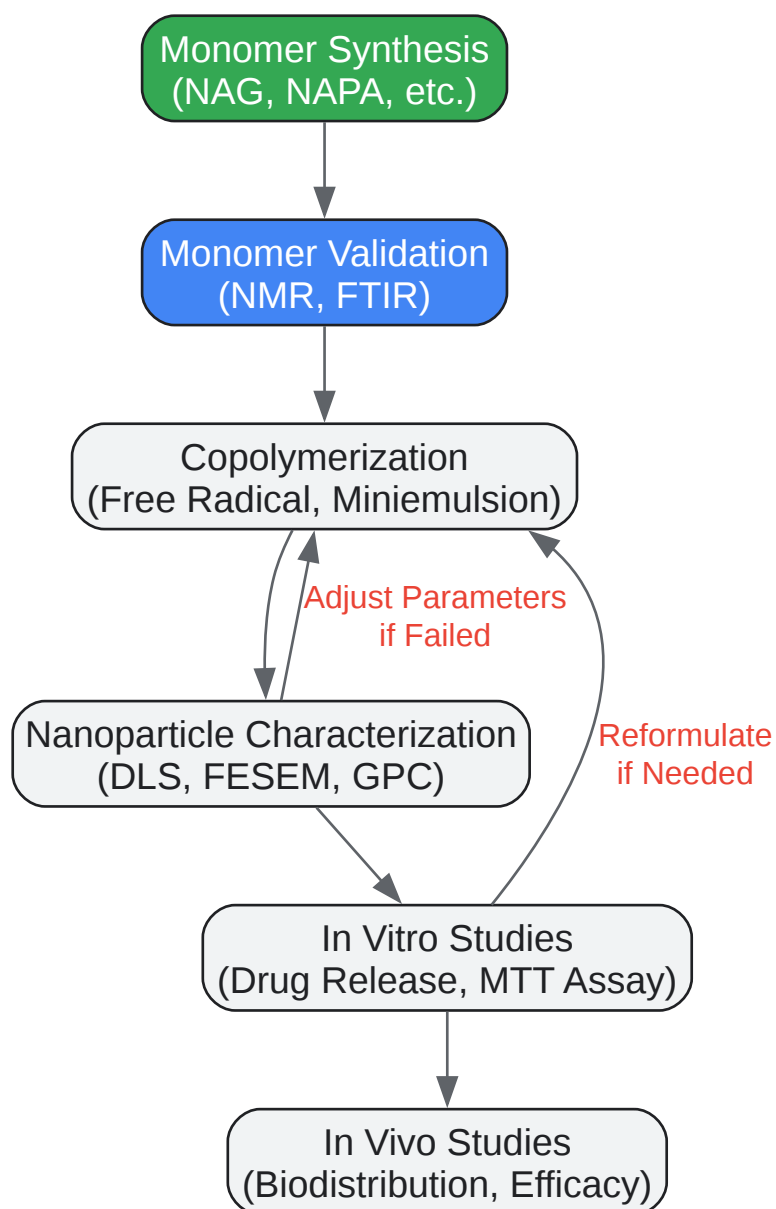 Monomer Synthesis
(NAG, NAPA, etc.)
Monomer Validation
(NMR, FTIR)
Copolymerization
(Free Radical, Miniemulsion)
Adjust Parameters
if Failed
Nanoparticle Characterization
(DLS, FESEM, GPC)
Reformulate
if Needed
In Vitro Studies
(Drug Release, MTT Assay)
In Vivo Studies
(Biodistribution, Efficacy)